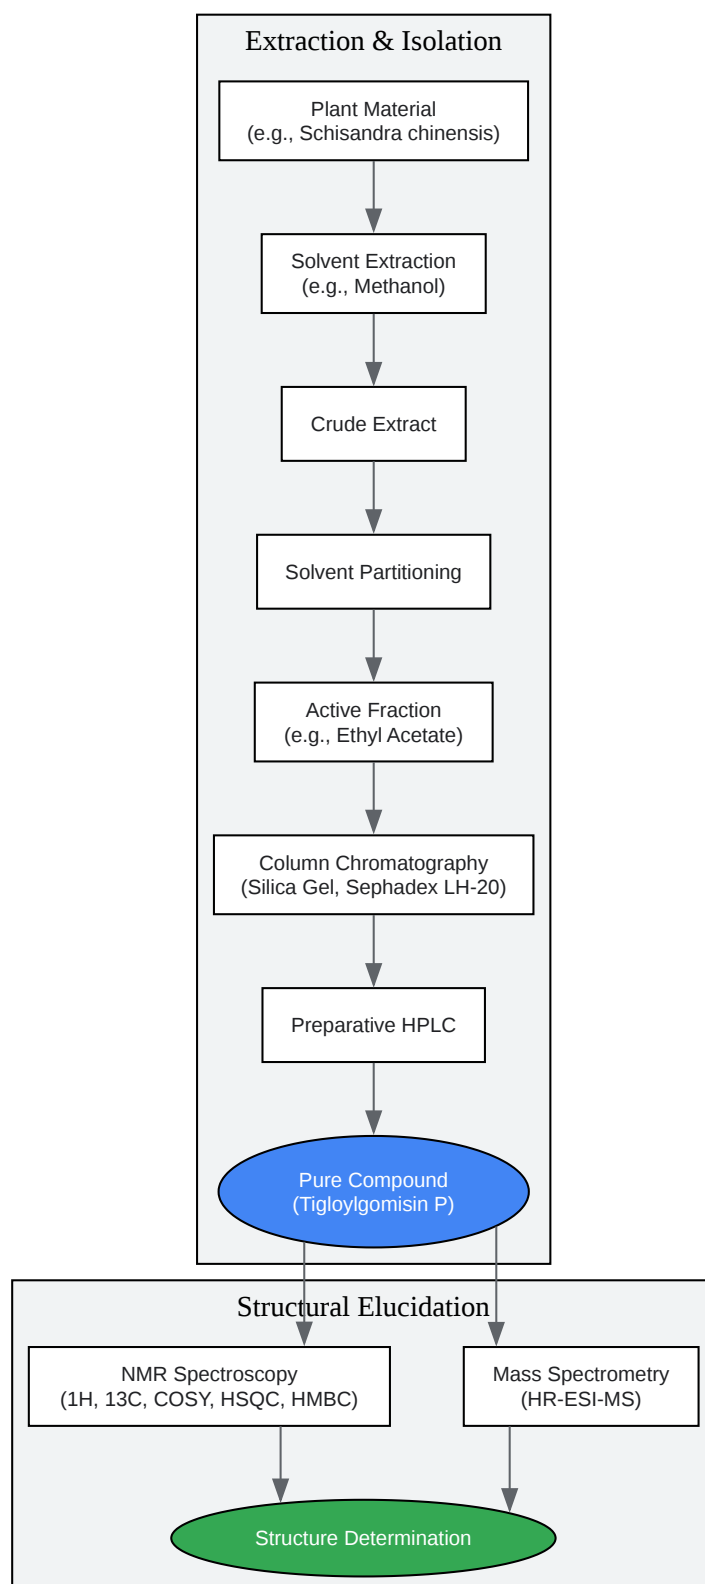 Extraction & Isolation
Plant Material
(e.g., Schisandra chinensis)
Solvent Extraction
(e.g., Methanol)
Crude Extract
Solvent Partitioning
Active Fraction
(e.g., Ethyl Acetate)
Column Chromatography
(Silica Gel, Sephadex LH-20)
Preparative HPLC
Pure Compound
(Tigloylgomisin P)
Structural Elucidation
NMR Spectroscopy
(1H, 13C, COSY, HSQC, HMBC)
Mass Spectrometry
(HR-ESI-MS)
Structure Determination